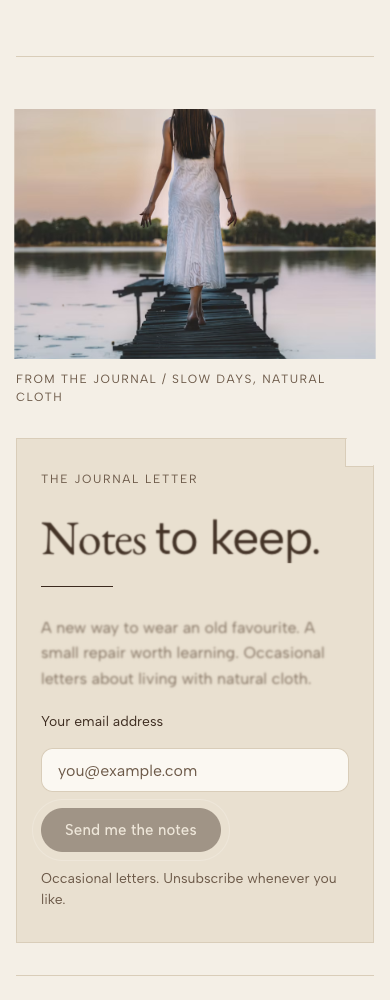 FROM THE JOURNAL / SLOW DAYS, NATURAL
CLOTH
THE JOURNAL LETTER
Notes to keep.
A new way to wear an old favourite. A
small repair worth learning. Occasional
letters about living with natural cloth.
Your email address
you@example.com
Send me the notes
Occasional letters. Unsubscribe whenever you
like.